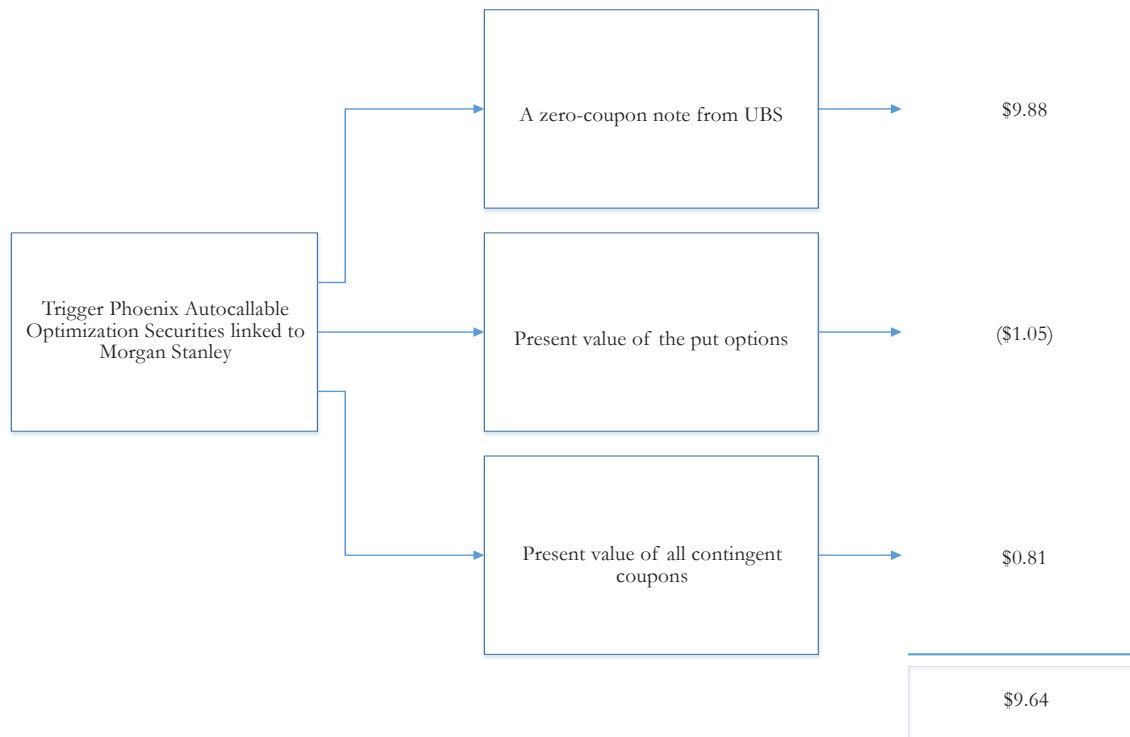 A zero-coupon note from UBS
$9.88
Trigger Phoenix Autocallable
Optimization Securities linked to
Morgan Stanley
Present value of the put options
($1.05)
Present value of all contingent
coupons
$0.81
$9.64